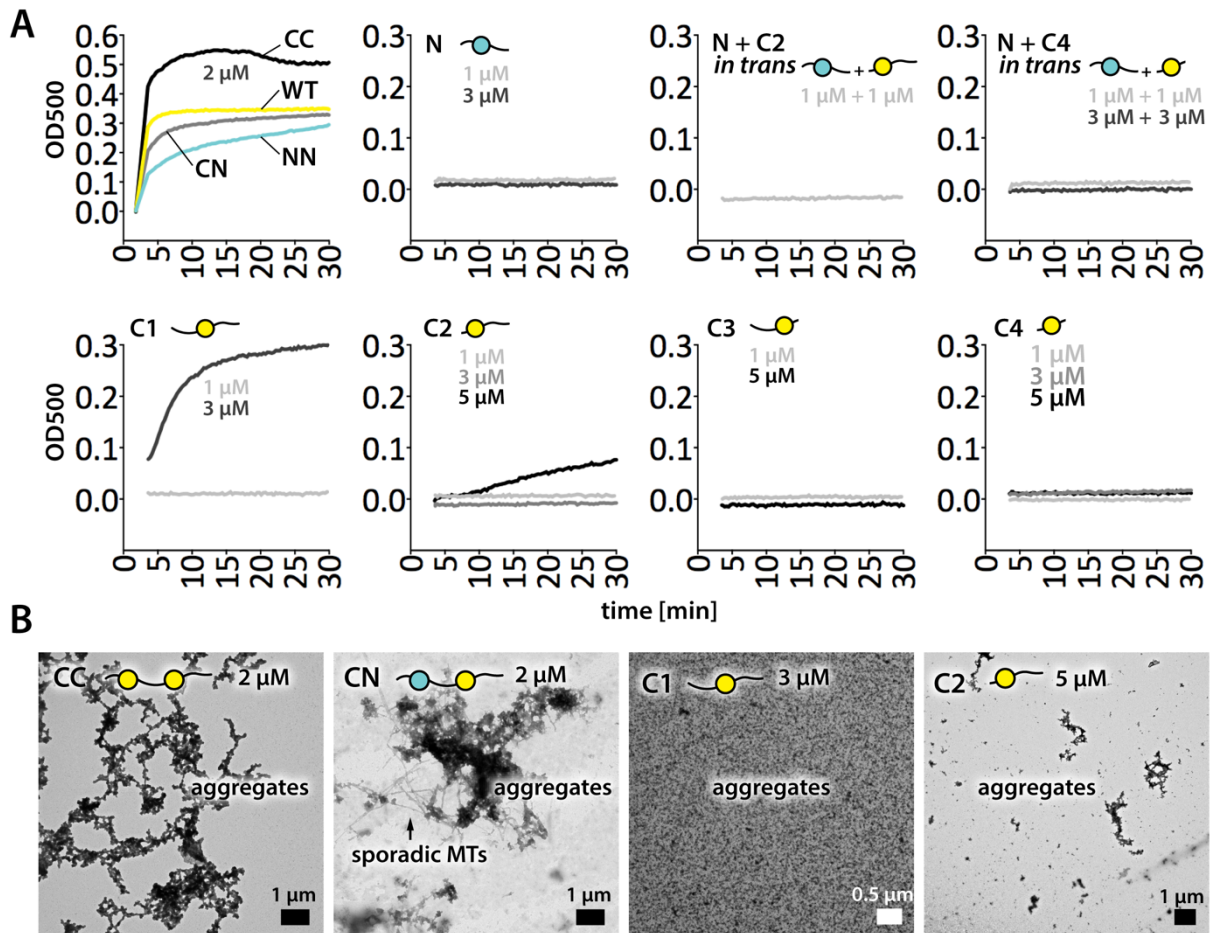 A
0.6
0.5
0.4
0.3
0.2
0.1
0.0
OD500
0
5
10
15
20
25
30
CC
2 µM
WT
CN
NN
0.3
0.2
0.1
0.0
0
5
10
15
20
25
30
N
1 µM
3 µM
0.3
0.2
0.1
0.0
0
5
10
15
20
25
30
N + C2
in trans
+
1 µM + 1 µM
0.3
0.2
0.1
0.0
0
5
10
15
20
25
30
N + C4
in trans
+
1 µM + 1 µM
3 µM + 3 µM
C1
0.3
0.2
0.1
0.0
OD500
0
5
10
15
20
25
30
1 µM
3 µM
C2
0.3
0.2
0.1
0.0
0
5
10
15
20
25
30
1 µM
3 µM
5 µM
C3
0.3
0.2
0.1
0.0
0
5
10
15
20
25
30
1 µM
5 µM
C4
0.3
0.2
0.1
0.0
0
5
10
15
20
25
30
1 µM
3 µM
5 µM
time [min]
B
CC
2 µM
aggregates
1 µm
CN
2 µM
aggregates
sporadic MTs
1 µm
C1
3 µM
aggregates
0.5 µm
C2
5 µM
aggregates
1 µm